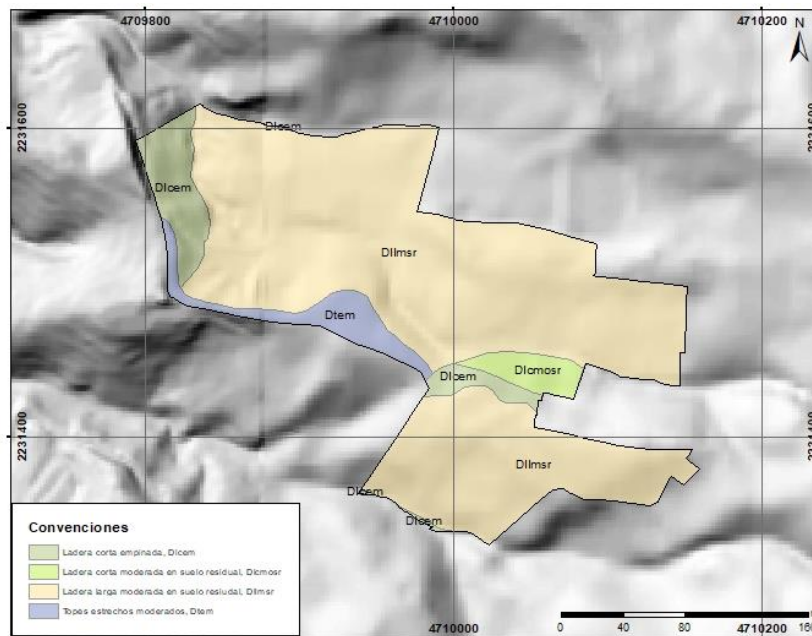 4709800
4710000
4710200
N
2231600
2231600
Dlcem
Dlcem
Dllmsr
Dtem
Dlcem
Dlcmosr
2231400
2231400
Dllmsr
Dlcem
Dlcem
Convenciones
Ladera corta empinada, Dlcem
Ladera corta moderada en suelo residual, Dlcmosr
Ladera larga moderada en suelo resiudal, Dllmsr
Topes estrechos moderados, Dtem
0 40 80 160
4710000
4710200